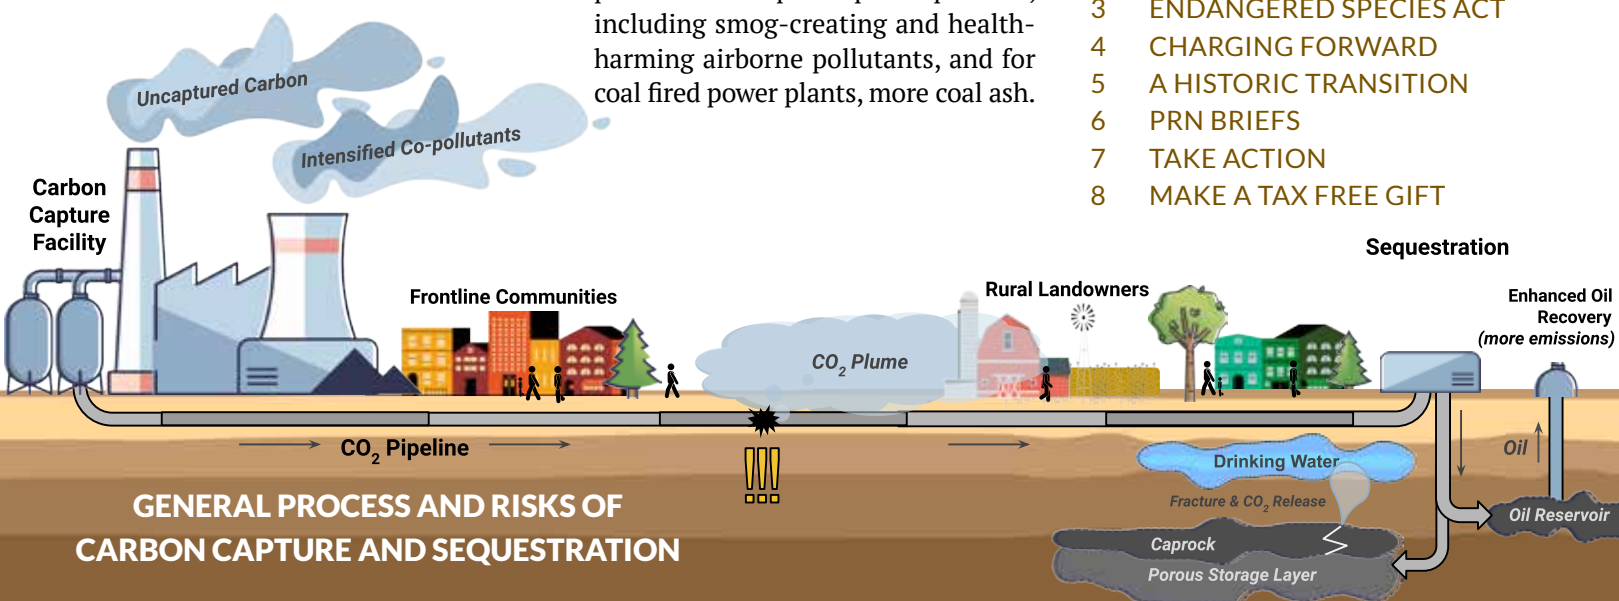 including smog-creating and health-
harming airborne pollutants, and for
coal fired power plants, more coal ash.
3 ENDANGERED SPECIES ACT
4 CHARGING FORWARD
5 A HISTORIC TRANSITION
6 PRN BRIEFS
7 TAKE ACTION
8 MAKE A TAX FREE GIFT
Uncaptured Carbon
Intensified Co-pollutants
Carbon
Capture
Facility
Frontline Communities
CO2 Plume
Rural Landowners
Sequestration
Enhanced Oil
Recovery
(more emissions)
CO2 Pipeline
!!!
Drinking Water
Fracture & CO2 Release
Oil
Oil Reservoir
Caprock
Porous Storage Layer
GENERAL PROCESS AND RISKS OF
CARBON CAPTURE AND SEQUESTRATION